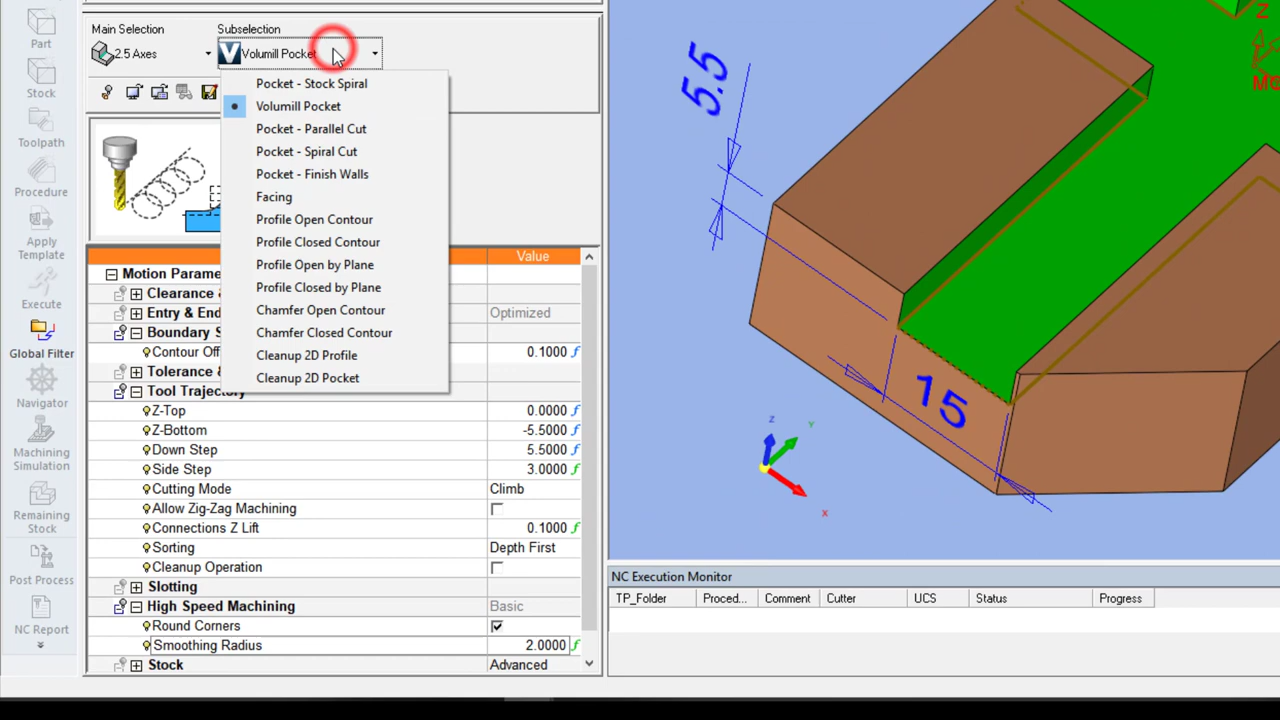 Part
Stock
Toolpath
Procedure
Apply
Template
Execute
Global Filter
Navigator
Machining
Simulation
Remaining
Stock
Post Process
NC Report
Main Selection
Subselection
2.5 Axes
Volumill Pocket
Pocket - Stock Spiral
Volumill Pocket
Pocket - Parallel Cut
Pocket - Spiral Cut
Pocket - Finish Walls
Facing
Profile Open Contour
Profile Closed Contour
Profile Open by Plane
Profile Closed by Plane
Chamfer Open Contour
Chamfer Closed Contour
Cleanup 2D Profile
Cleanup 2D Pocket
Value
Motion Parame
Clearance &
Entry & End Optimized
Boundary S
Contour Off 0.1000 f
Tolerance &
Tool Trajectory
Z-Top 0.0000 f
Z-Bottom -5.5000 f
Down Step 5.5000 f
Side Step 3.0000 f
Cutting Mode Climb
Allow Zig-Zag Machining
Connections Z Lift 0.1000 f
Sorting Depth First
Cleanup Operation
Slotting
High Speed Machining Basic
Round Corners
Smoothing Radius 2.0000 f
Stock Advanced
5.5
15
Z
Y
X
Z
NC Execution Monitor
TP_Folder Proced... Comment Cutter UCS Status Progress